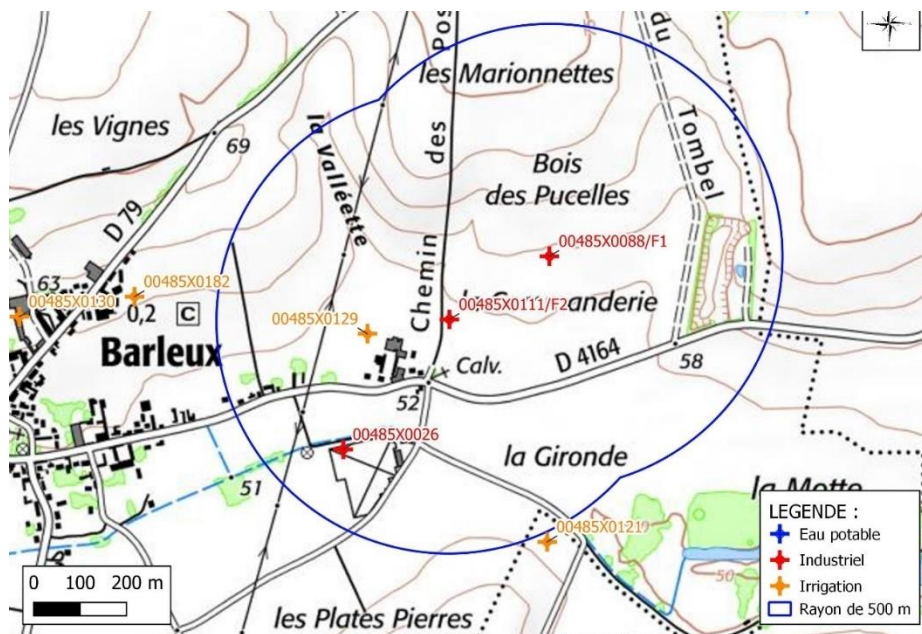 les Marionnettes
les Vignes
69
la Valléette
Chemin des Pos
du Tombel
Bois
des Pucelles
D 79
63
00485X0130
00485X0182
0,2
C
Barleux
00485X0129
00485X0088/F1
00485X0111/F2
anderie
D 4164
58
Calv.
52
00485X0026
51
la Gironde
la Motte
00485X0121
50
les Plates Pierres
0 100 200 m
LEGENDE :
Eau potable
Industriel
Irrigation
Rayon de 500 m